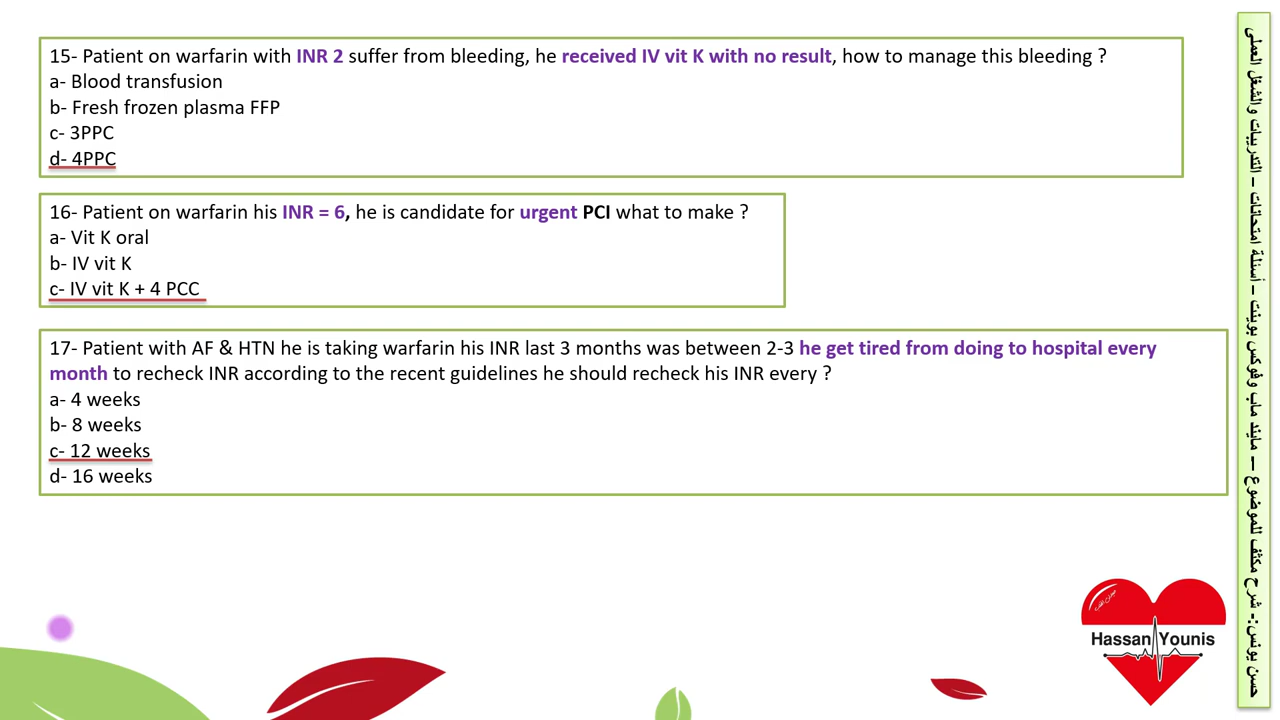 15- Patient on warfarin with INR 2 suffer from bleeding, he received IV vit K with no result, how to manage this bleeding ?
a- Blood transfusion
b- Fresh frozen plasma FFP
c- 3PPC
d- 4PPC
16- Patient on warfarin his INR = 6, he is candidate for urgent PCI what to make ?
a- Vit K oral
b- IV vit K
c- IV vit K + 4 PCC
17- Patient with AF & HTN he is taking warfarin his INR last 3 months was between 2-3 he get tired from doing to hospital every
month to recheck INR according to the recent guidelines he should recheck his INR every ?
a- 4 weeks
b- 8 weeks
c- 12 weeks
d- 16 weeks
حسن يونس:- شرح مكثف للموضوع – مايند ماب وفوكس بوينت – أسئلة امتحانات – التدريبات والشغل العملى
Hassan Younis